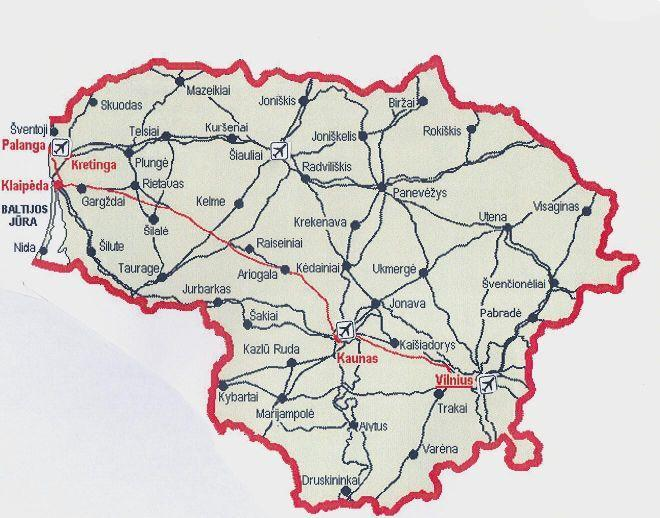 Mazeikiai
Skuodas
Joniškis
Biržai
Šventoji
Telsiai
Kuršenai
Joniškelis
Rokiškis
Palanga
Šiauliai
Kretinga
Plungė
Radviliškis
Klaipėda
Rietavas
Panevėžys
Gargždai
Kelme
Visaginas
BALTIJOS
JŪRA
Krekenava
Utena
Šilalė
Nida
Šilute
Raiseiniai
Taurage
Ariogala
Kėdainiai
Ukmergė
Švenčionėliai
Jurbarkas
Jonava
Pabradė
Šakiai
Kaišiadorys
Kazlų Ruda
Kaunas
Vilnius
Kybartai
Marijampolė
Trakai
Alytus
Varėna
Druskininkai